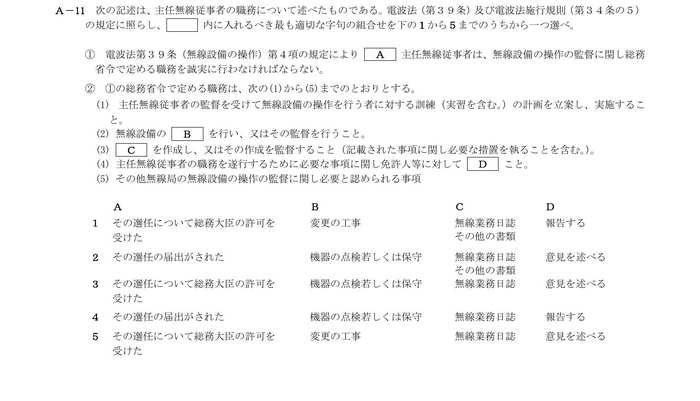 A－11　次の記述は、主任無線従事者の職務について述べたものである。電波法（第３９条）及び電波法施行規則（第３４条の５）
の規定に照らし、　　　内に入れるべき最も適切な字句の組合せを下の1から5までのうちから一つ選べ。
①　電波法第３９条（無線設備の操作）第４項の規定により　A　主任無線従事者は、無線設備の操作の監督に関し総務
省令で定める職務を誠実に行わなければならない。
②　①の総務省令で定める職務は、次の(1)から(5)までのとおりとする。
(1)　主任無線従事者の監督を受けて無線設備の操作を行う者に対する訓練（実習を含む。）の計画を立案し、実施するこ
と。
(2)　無線設備の　B　を行い、又はその監督を行うこと。
(3)　C　を作成し、又はその作成を監督すること（記載された事項に関し必要な措置を執ることを含む。）。
(4)　主任無線従事者の職務を遂行するために必要な事項に関し免許人等に対して　D　こと。
(5)　その他無線局の無線設備の操作の監督に関し必要と認められる事項
A　B　C　D
1　その選任について総務大臣の許可を　変更の工事　無線業務日誌　報告する
受けた　その他の書類
2　その選任の届出がされた　機器の点検若しくは保守　無線業務日誌　意見を述べる
その他の書類
3　その選任について総務大臣の許可を　機器の点検若しくは保守　無線業務日誌　意見を述べる
受けた
4　その選任の届出がされた　機器の点検若しくは保守　無線業務日誌　報告する
5　その選任について総務大臣の許可を　変更の工事　無線業務日誌　意見を述べる
受けた